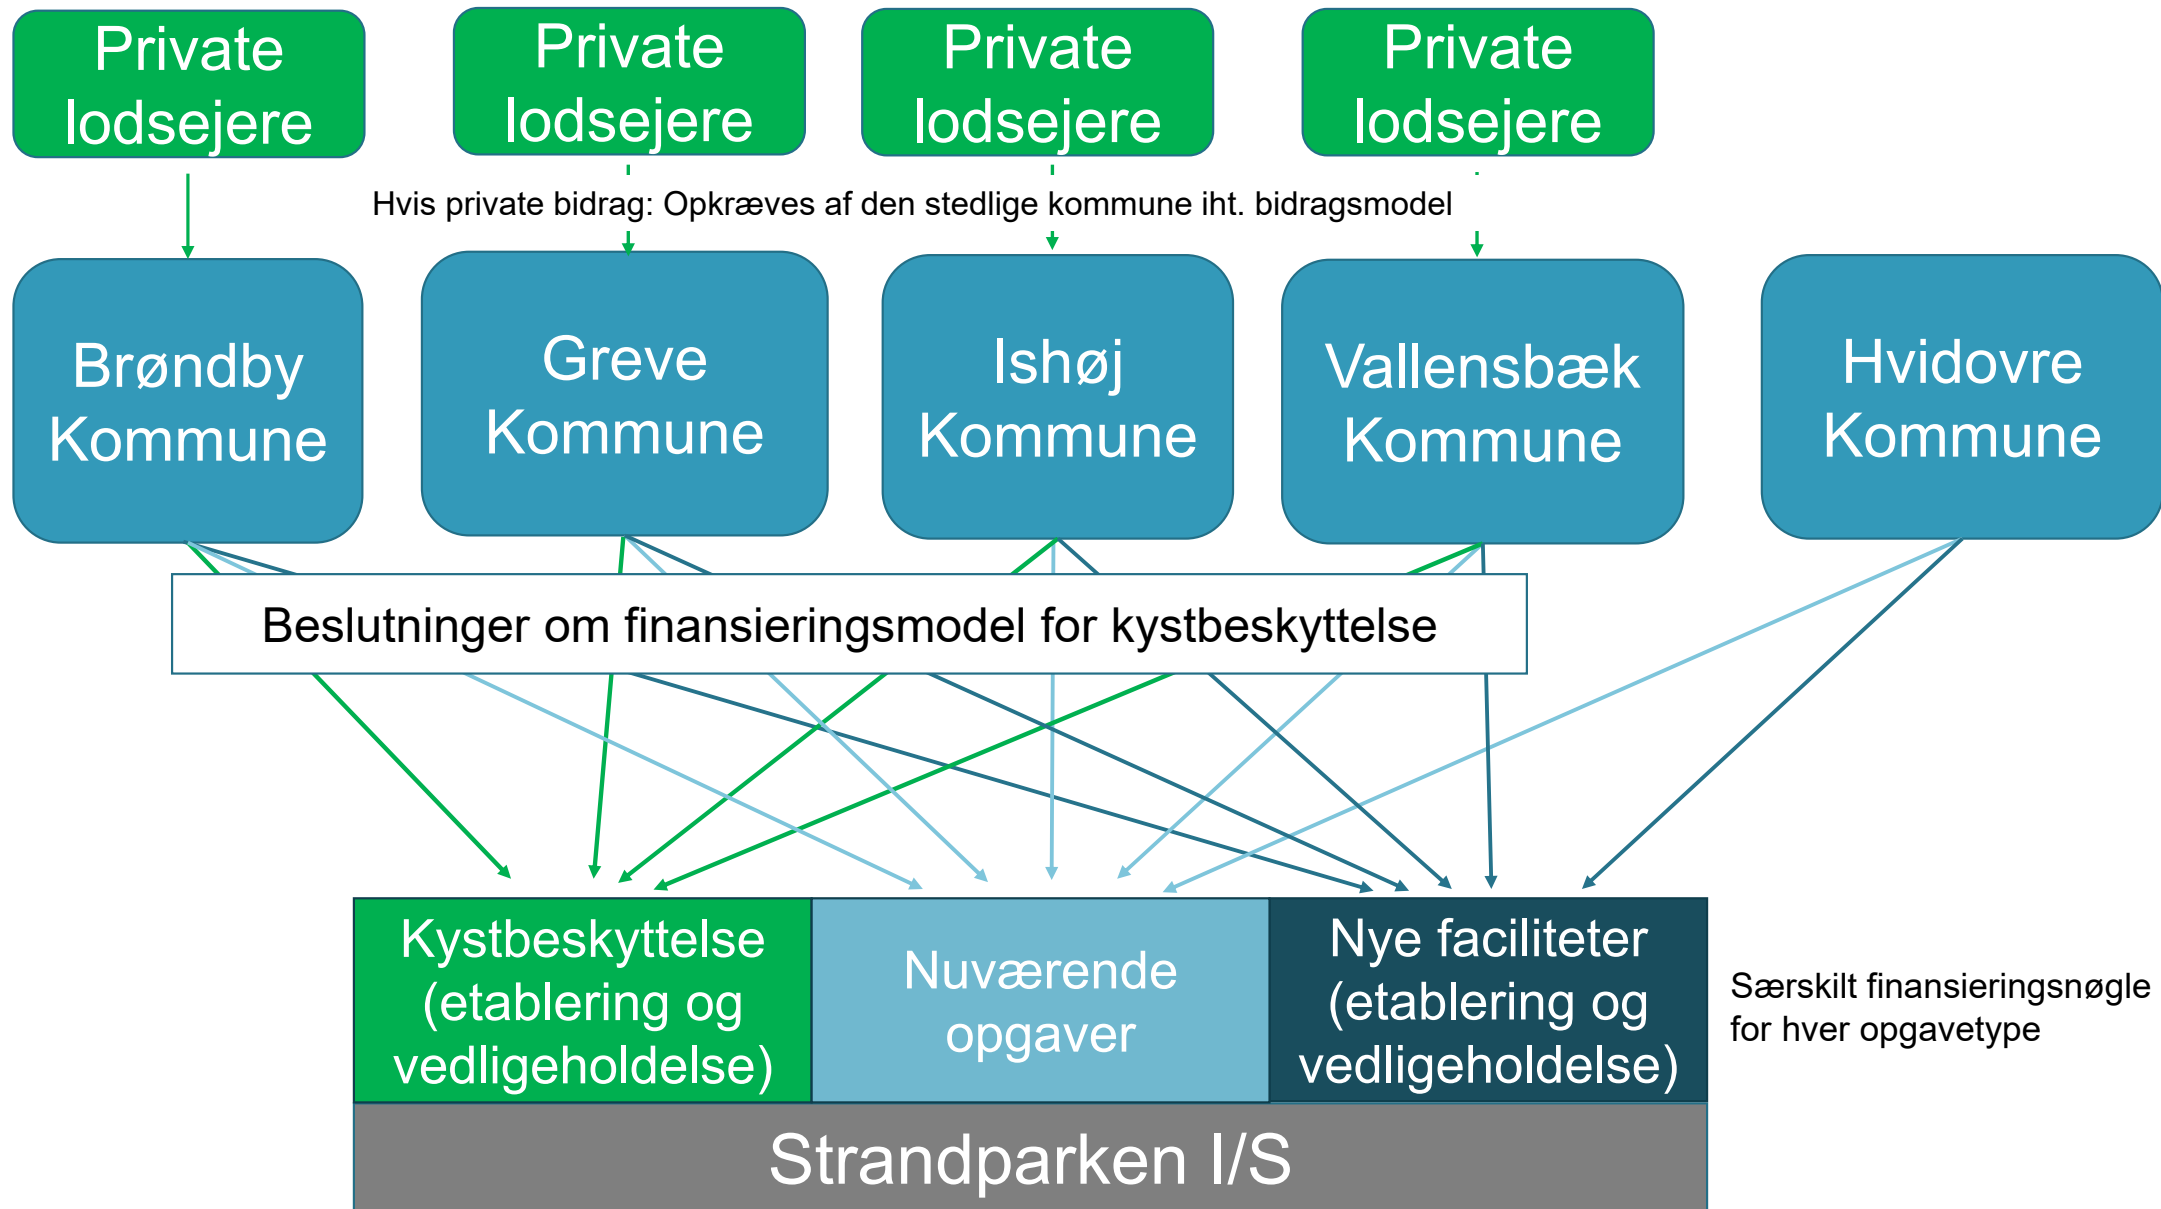 Private
lodsejere
Private
lodsejere
Private
lodsejere
Private
lodsejere
Hvis private bidrag: Opkræves af den stedlige kommune iht. bidragsmodel
Brøndby
Kommune
Greve
Kommune
Ishøj
Kommune
Vallensbæk
Kommune
Hvidovre
Kommune
Beslutninger om finansieringsmodel for kystbeskyttelse
Kystbeskyttelse
(etablering og
vedligeholdelse)
Nuværende
opgaver
Nye faciliteter
(etablering og
vedligeholdelse)
Særskilt finansieringsnøgle
for hver opgavetype
Strandparken I/S